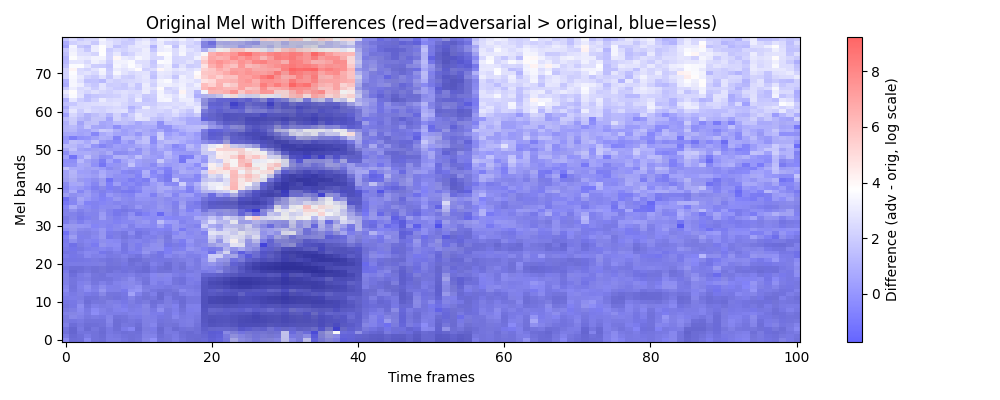 Original Mel with Differences (red=adversarial > original, blue=less)
Mel bands
70
60
50
40
30
20
10
0
0 20 40 60 80 100
Time frames
8
6
4
2
0
Difference (adv - orig, log scale)